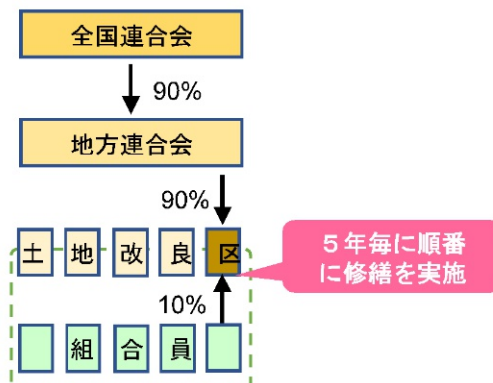 全国連合会
90%
地方連合会
90%
土 地 改 良 区
5年毎に順番
に修繕を実施
10%
組 合 員